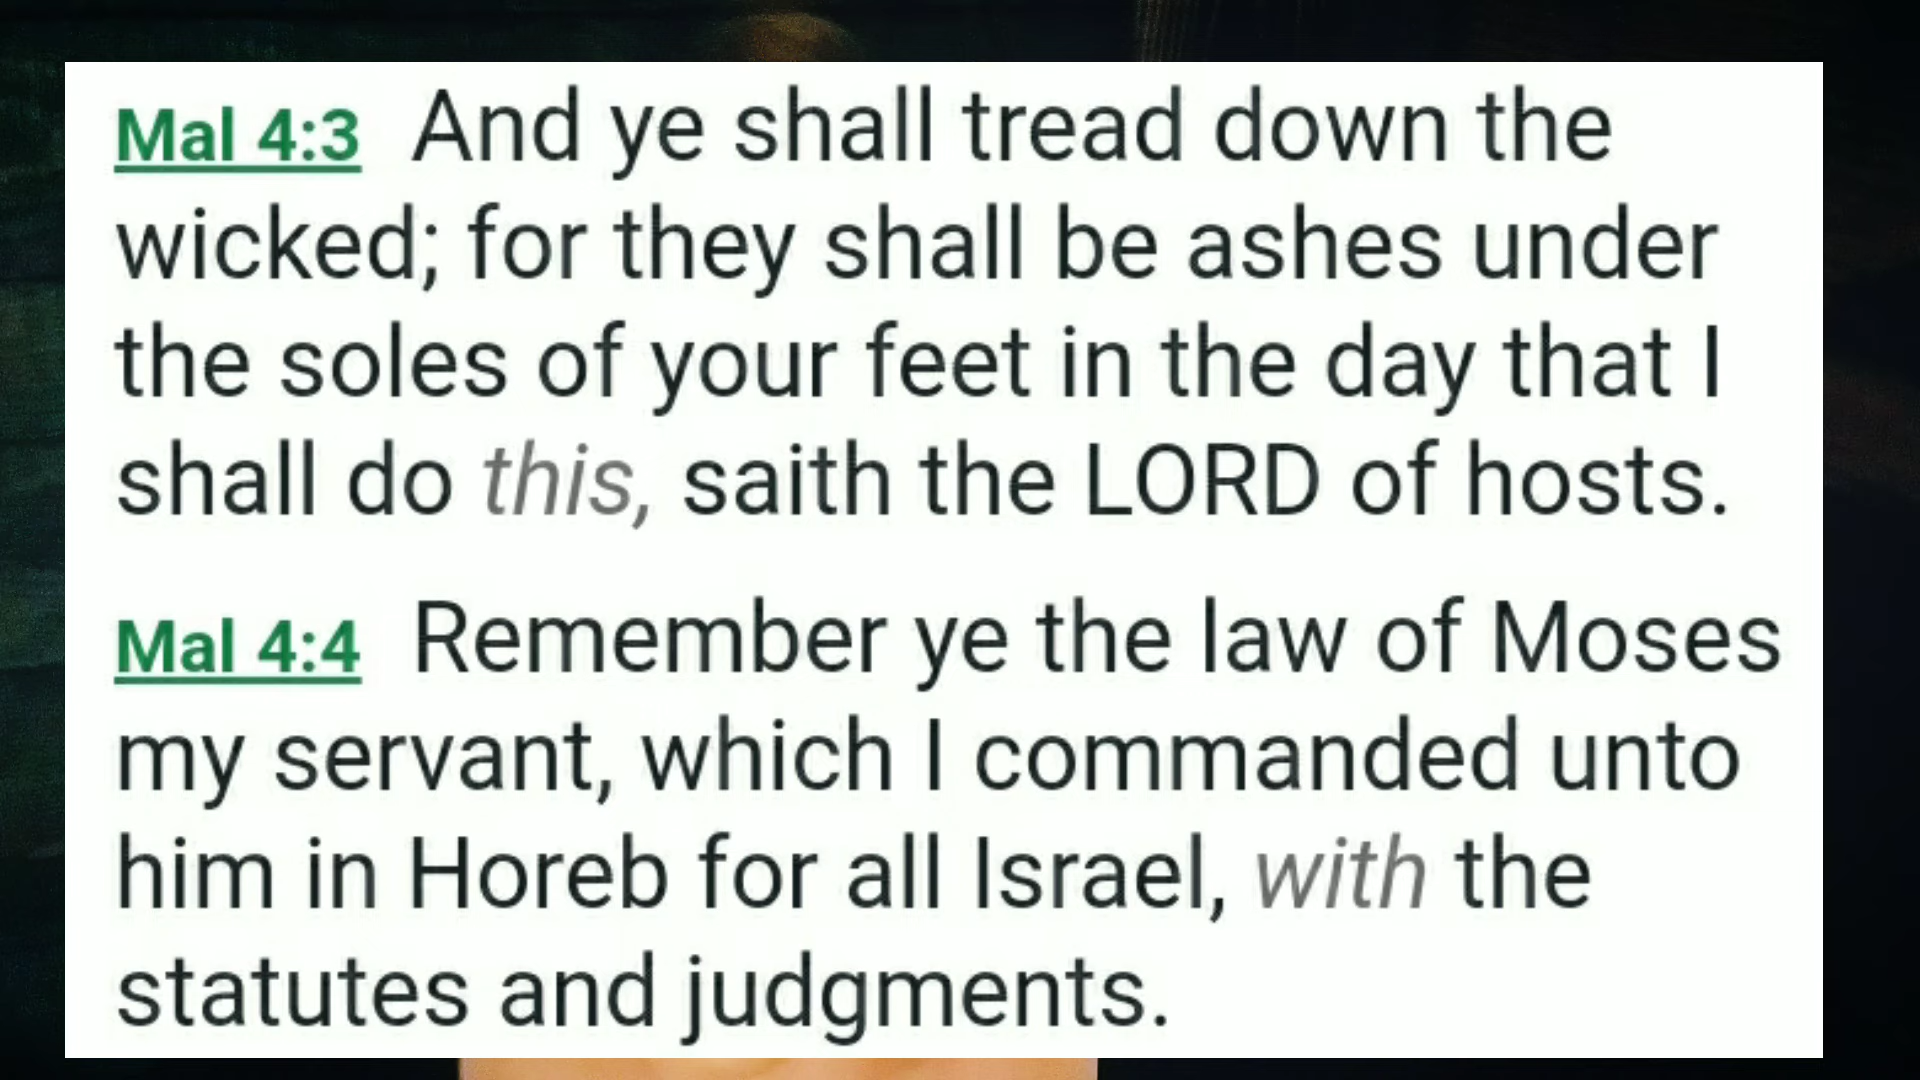 Mal 4:3 And ye shall tread down the
wicked; for they shall be ashes under
the soles of your feet in the day that I
shall do this, saith the LORD of hosts.
Mal 4:4 Remember ye the law of Moses
my servant, which I commanded unto
him in Horeb for all Israel, with the
statutes and judgments.